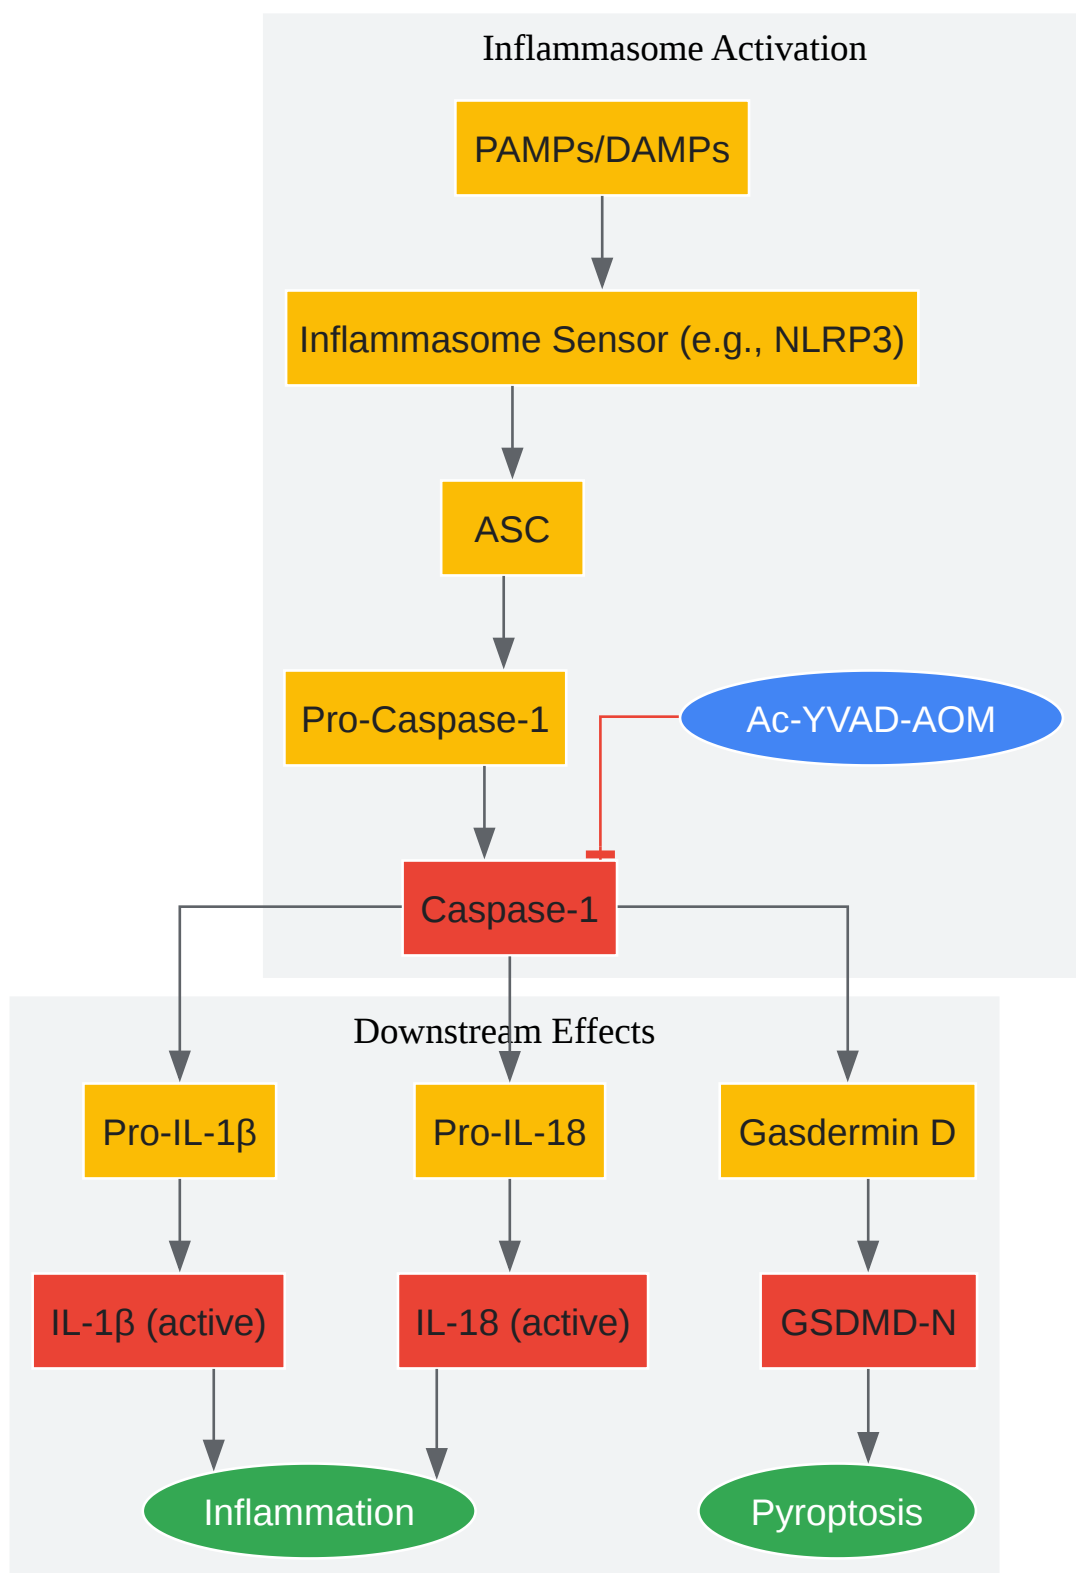 Inflammasome Activation
PAMPs/DAMPs
Inflammasome Sensor (e.g., NLRP3)
ASC
Pro-Caspase-1
Ac-YVAD-AOM
Caspase-1
Downstream Effects
Pro-IL-1β
Pro-IL-18
Gasdermin D
IL-1β (active)
IL-18 (active)
GSDMD-N
Inflammation
Pyroptosis